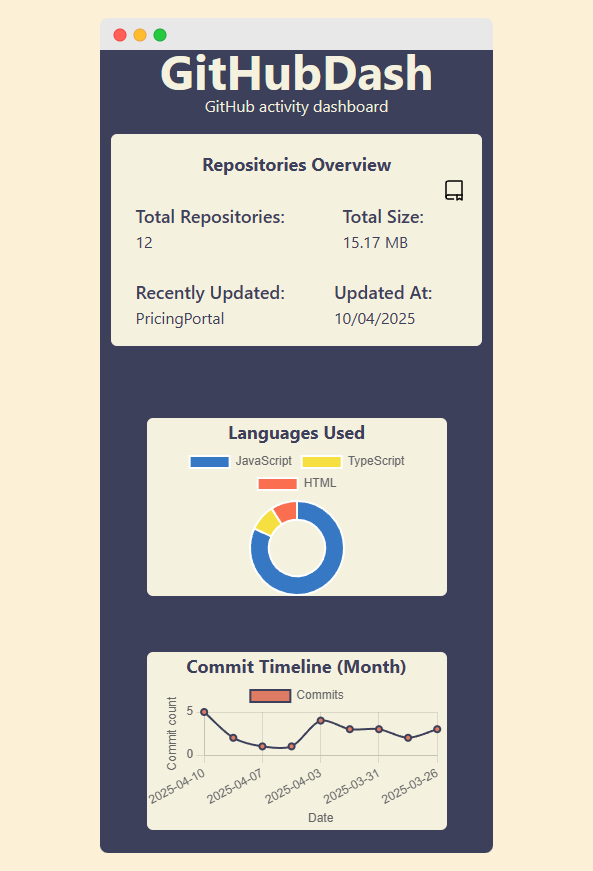 GitHubDash
GitHub activity dashboard
Repositories Overview
Total Repositories: Total Size:
12 15.17 MB
Recently Updated: Updated At:
PricingPortal 10/04/2025
Languages Used
JavaScript TypeScript
HTML
Commit Timeline (Month)
Commits
Commit count
5
0
2025-04-10 2025-04-07 2025-04-03 2025-03-31 2025-03-26
Date